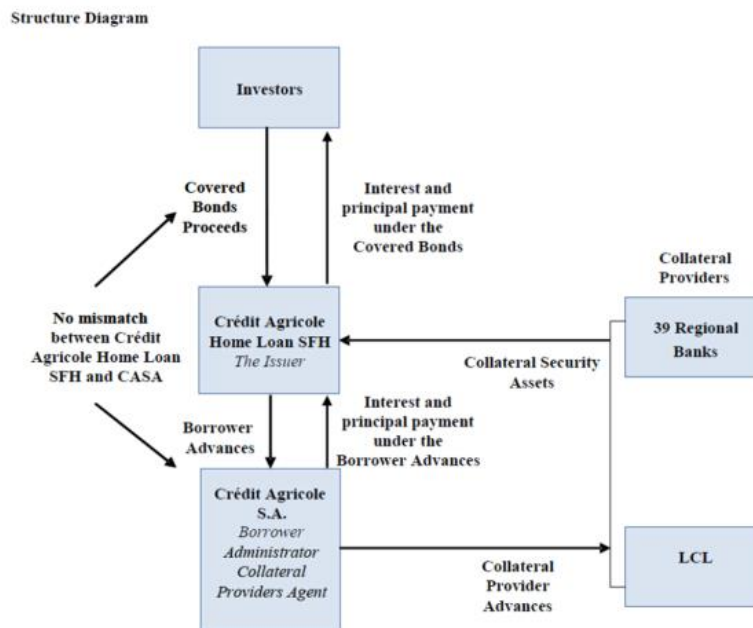 Structure Diagram
Investors
Covered
Bonds
Proceeds
Interest and
principal payment
under the
Covered Bonds
Collateral
Providers
No mismatch
between Crédit
Agricole Home Loan
SFH and CASA
Crédit Agricole
Home Loan SFH
The Issuer
39 Regional
Banks
Collateral Security
Assets
Borrower
Advances
Interest and
principal payment
under the
Borrower Advances
Crédit Agricole
S.A.
Borrower
Administrator
Collateral
Providers Agent
LCL
Collateral
Provider
Advances